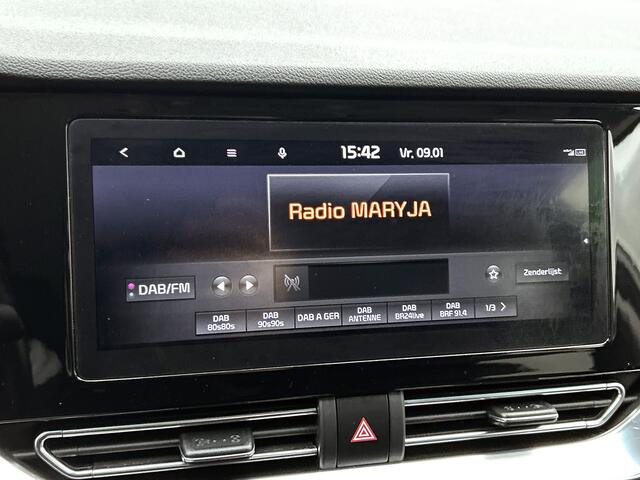 15:42 Vr, 09.01
Radio MARYJA
DAB/FM
Zenderlijst
DAB 80s80s
DAB 90s90s
DAB A GER
DAB ANTENNE
DAB BR24live
DAB BRF 91,4
1/3